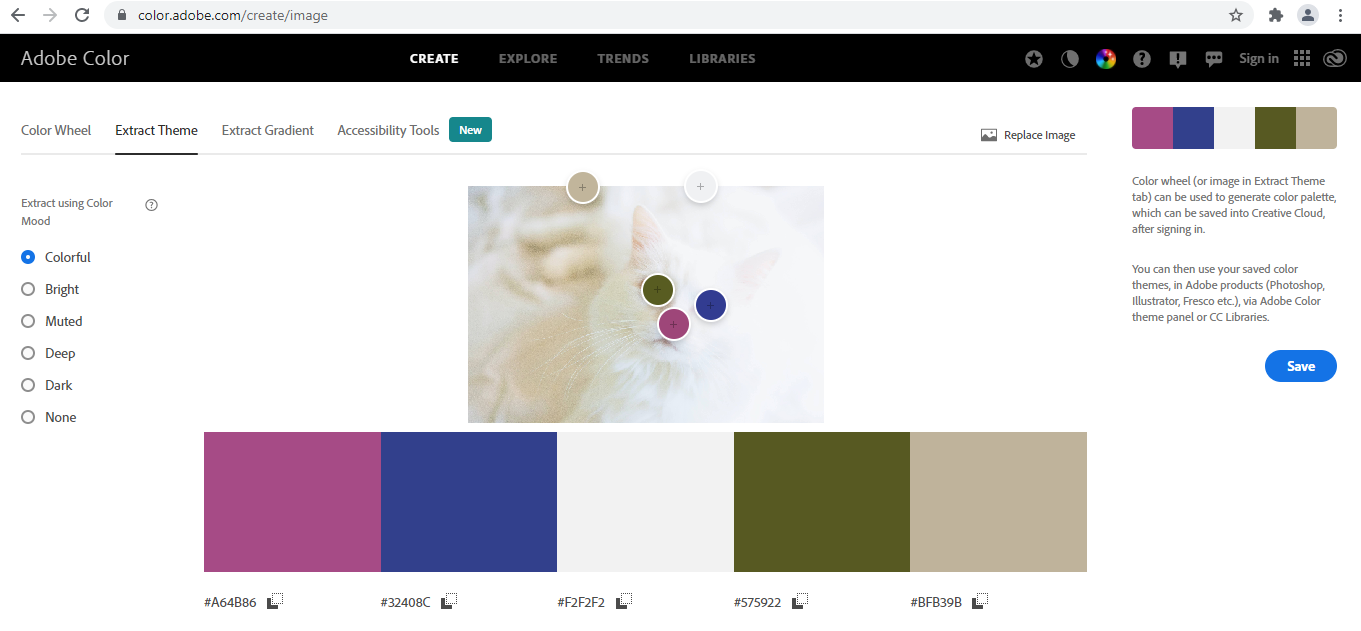 color.adobe.com/create/image
Adobe Color
CREATE
EXPLORE
TRENDS
LIBRARIES
Sign in
Color Wheel
Extract Theme
Extract Gradient
Accessibility Tools
New
Replace Image
Extract using Color
Mood
Colorful
Bright
Muted
Deep
Dark
None
Color wheel (or image in Extract Theme
tab) can be used to generate color palette,
which can be saved into Creative Cloud,
after signing in.
You can then use your saved color
themes, in Adobe products (Photoshop,
Illustrator, Fresco etc.), via Adobe Color
theme panel or CC Libraries.
Save
#A64B86
#32408C
#F2F2F2
#575922
#BFB39B